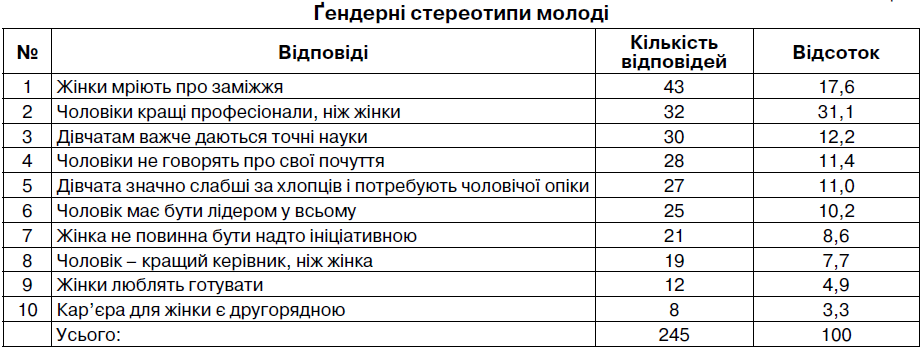 Ґендерні стереотипи молоді
№ Відповіді Кількість відповідей Відсоток
1 Жінки мріють про заміжжя 43 17,6
2 Чоловіки кращі професіонали, ніж жінки 32 31,1
3 Дівчатам важче даються точні науки 30 12,2
4 Чоловіки не говорять про свої почуття 28 11,4
5 Дівчата значно слабші за хлопців і потребують чоловічої опіки 27 11,0
6 Чоловік має бути лідером у всьому 25 10,2
7 Жінка не повинна бути надто ініціативною 21 8,6
8 Чоловік – кращий керівник, ніж жінка 19 7,7
9 Жінки люблять готувати 12 4,9
10 Кар’єра для жінки є другорядною 8 3,3
Усього: 245 100